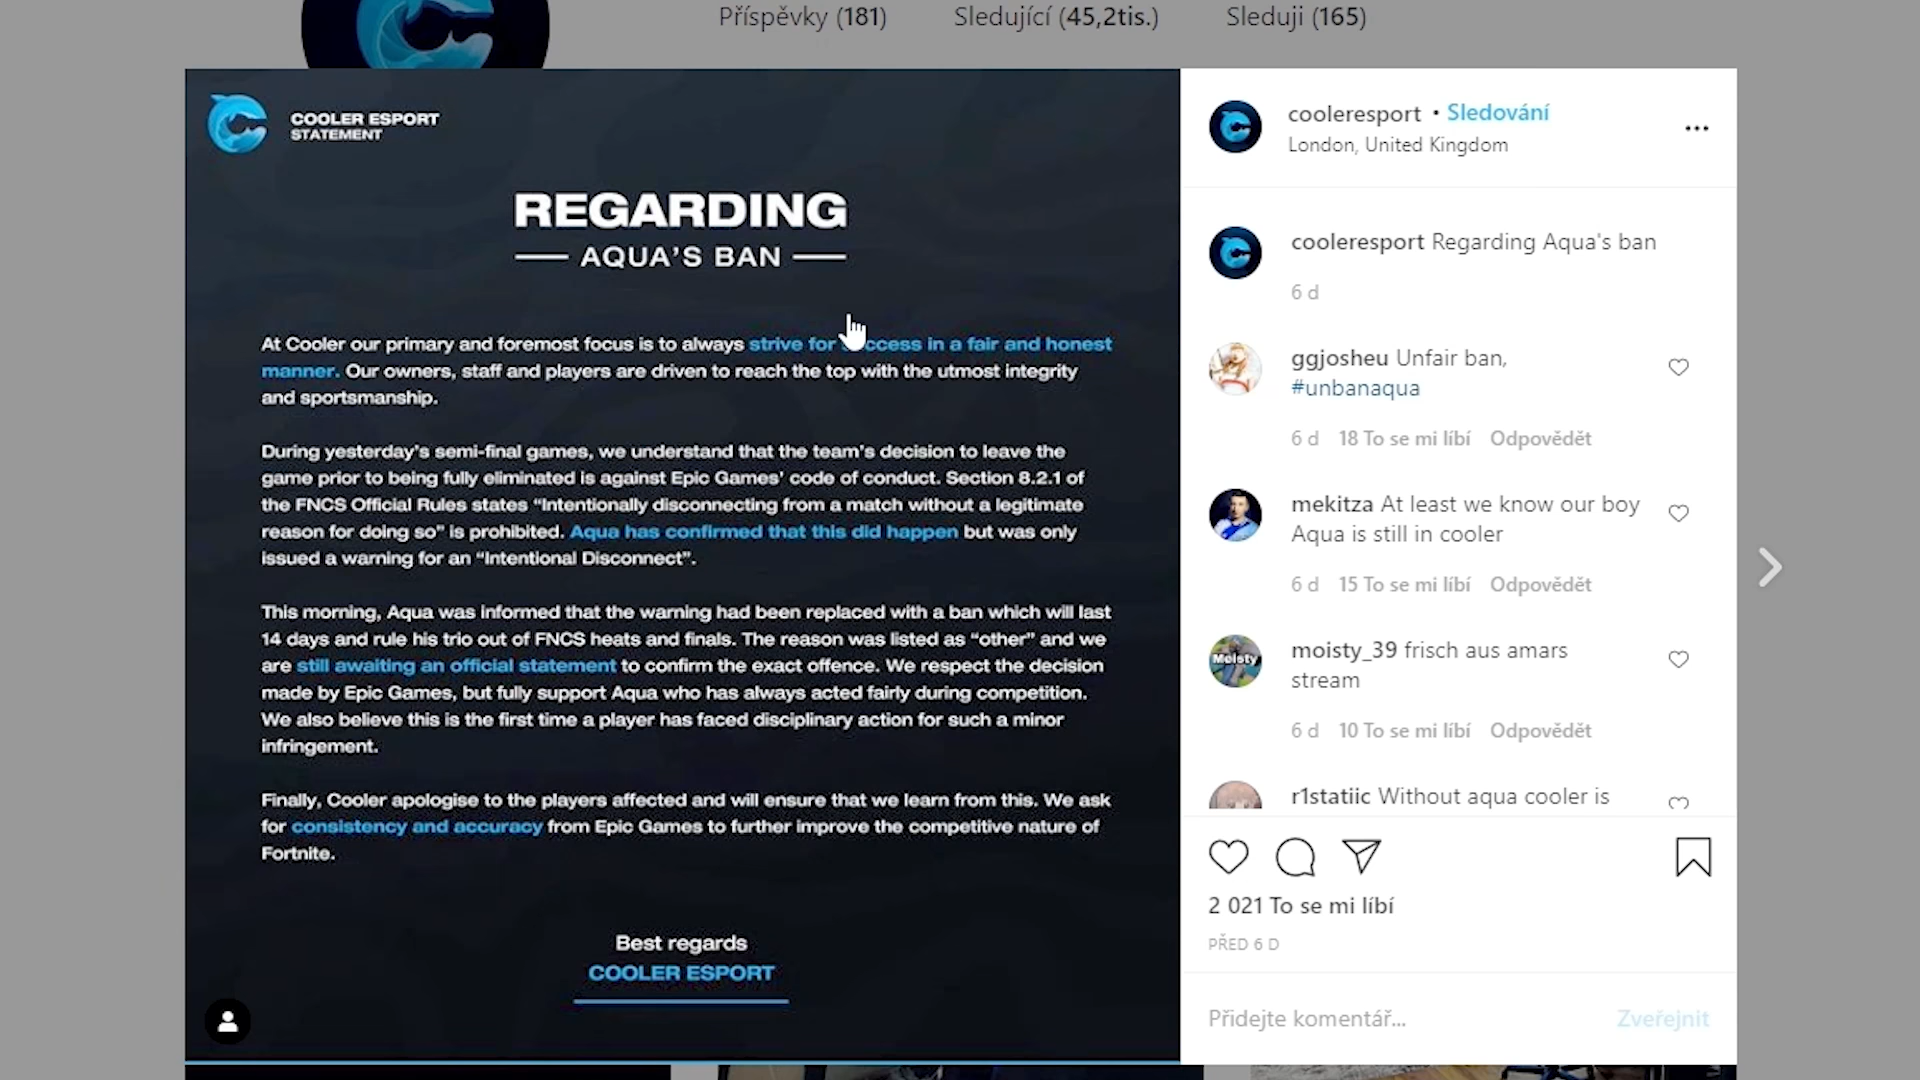 Příspěvky (181) Sledující (45,2tis.) Sleduji (165)
COOLER ESPORT
STATEMENT
REGARDING
AQUA'S BAN
At Cooler our primary and foremost focus is to always strive for success in a fair and honest
manner. Our owners, staff and players are driven to reach the top with the utmost integrity
and sportsmanship.
During yesterday's semi-final games, we understand that the team's decision to leave the
game prior to being fully eliminated is against Epic Games' code of conduct. Section 8.2.1 of
the FNCS Official Rules states "Intentionally disconnecting from a match without a legitimate
reason for doing so" is prohibited. Aqua has confirmed that this did happen but was only
issued a warning for an "Intentional Disconnect".
This morning, Aqua was informed that the warning had been replaced with a ban which will last
14 days and rule his trio out of FNCS heats and finals. The reason was listed as "other" and we
are still awaiting an official statement to confirm the exact offence. We respect the decision
made by Epic Games, but fully support Aqua who has always acted fairly during competition.
We also believe this is the first time a player has faced disciplinary action for such a minor
infringement.
Finally, Cooler apologise to the players affected and will ensure that we learn from this. We ask
for consistency and accuracy from Epic Games to further improve the competitive nature of
Fortnite.
Best regards
COOLER ESPORT
cooleresport • Sledování
London, United Kingdom
cooleresport Regarding Aqua's ban
6 d
ggjosheu Unfair ban,
#unbanaqua
6 d 18 To se mi líbí Odpovědět
mekitza At least we know our boy
Aqua is still in cooler
6 d 15 To se mi líbí Odpovědět
Moisty
moisty_39 frisch aus amars
stream
6 d 10 To se mi líbí Odpovědět
r1statiic Without aqua cooler is
2 021 To se mi líbí
PŘED 6 D
Přidejte komentář...
Zveřejnit